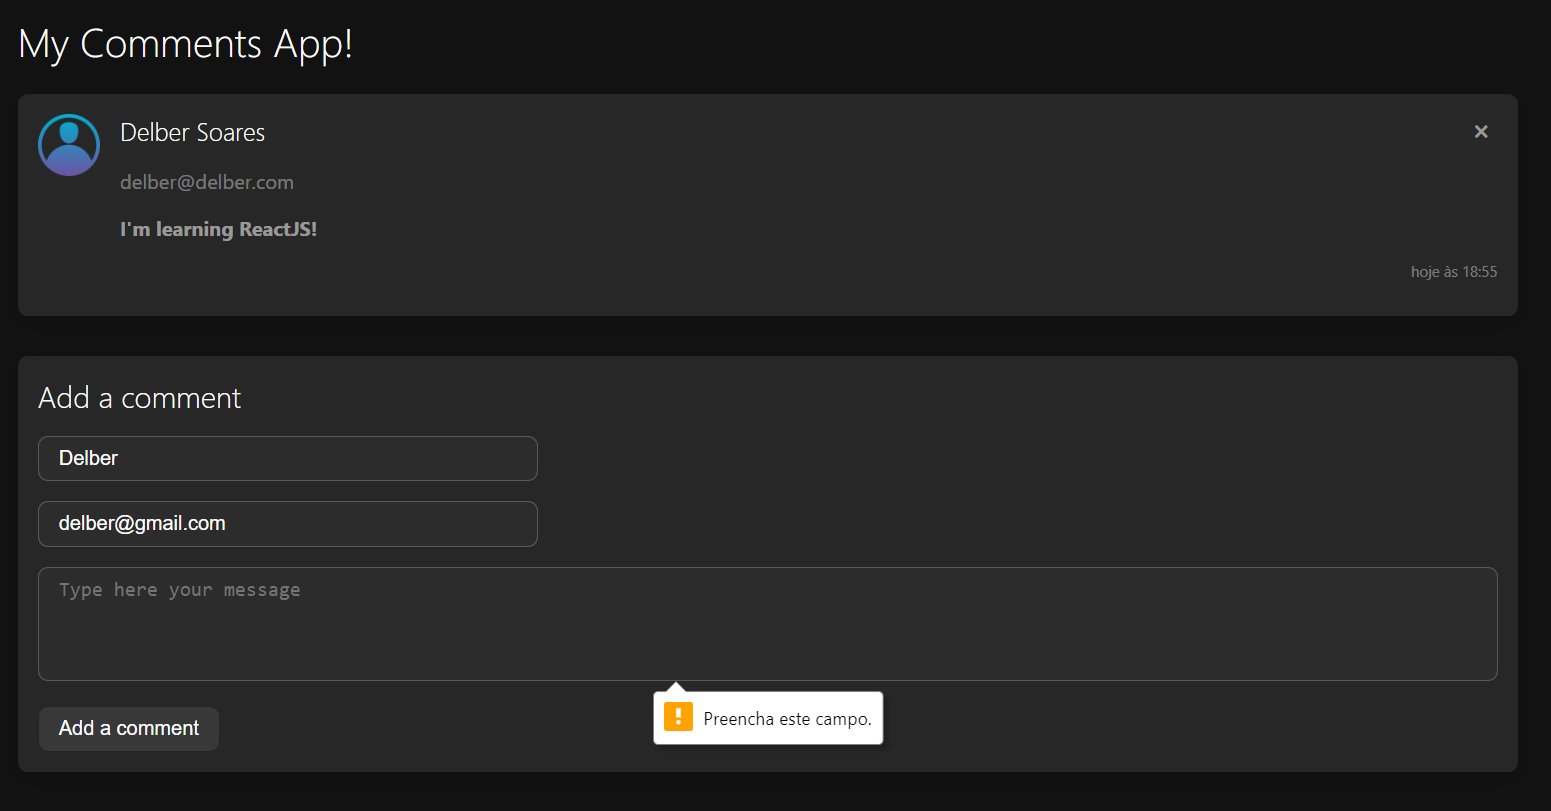 My Comments App!
Delber Soares
×
delber@delber.com
I'm learning ReactJS!
hoje às 18:55
Add a comment
Delber
delber@gmail.com
Type here your message
! Preencha este campo.
Add a comment